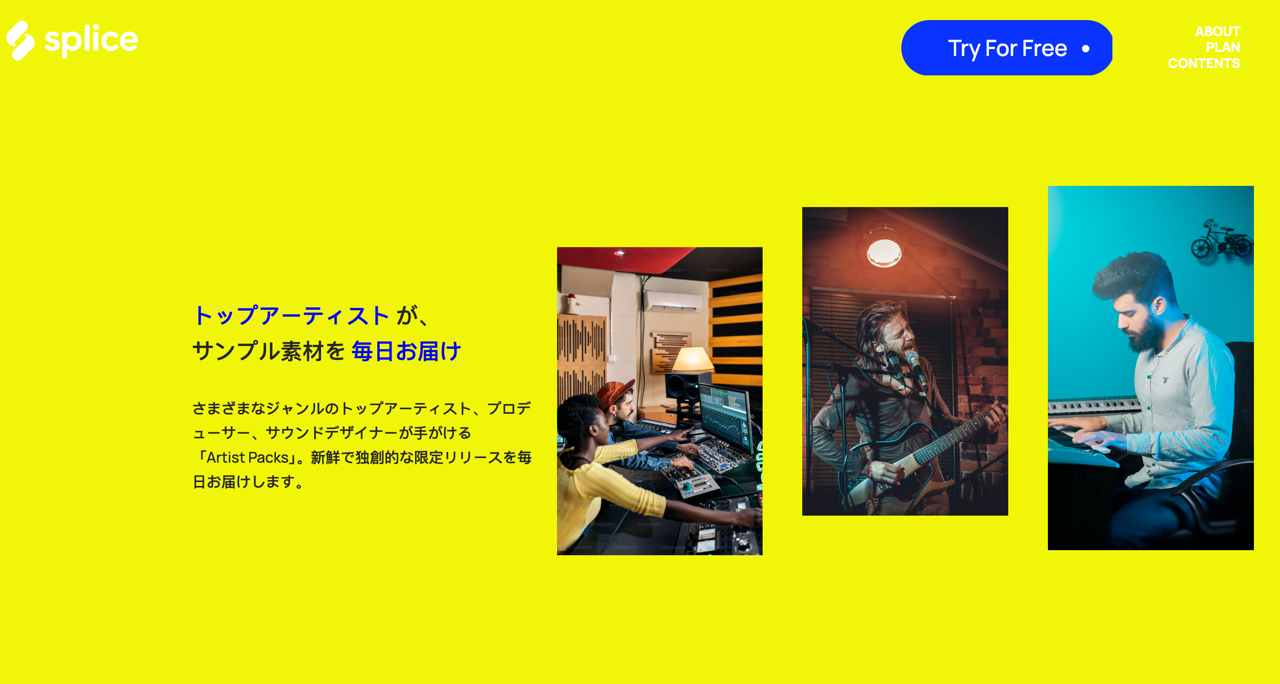 splice
Try For Free
ABOUT
PLAN
CONTENTS
トップアーティスト が、
サンプル素材を 毎日お届け
さまざまなジャンルのトップアーティスト、プロデ
ューサー、サウンドデザイナーが手がける
「Artist Packs」。新鮮で独創的な限定リリースを毎
日お届けします。